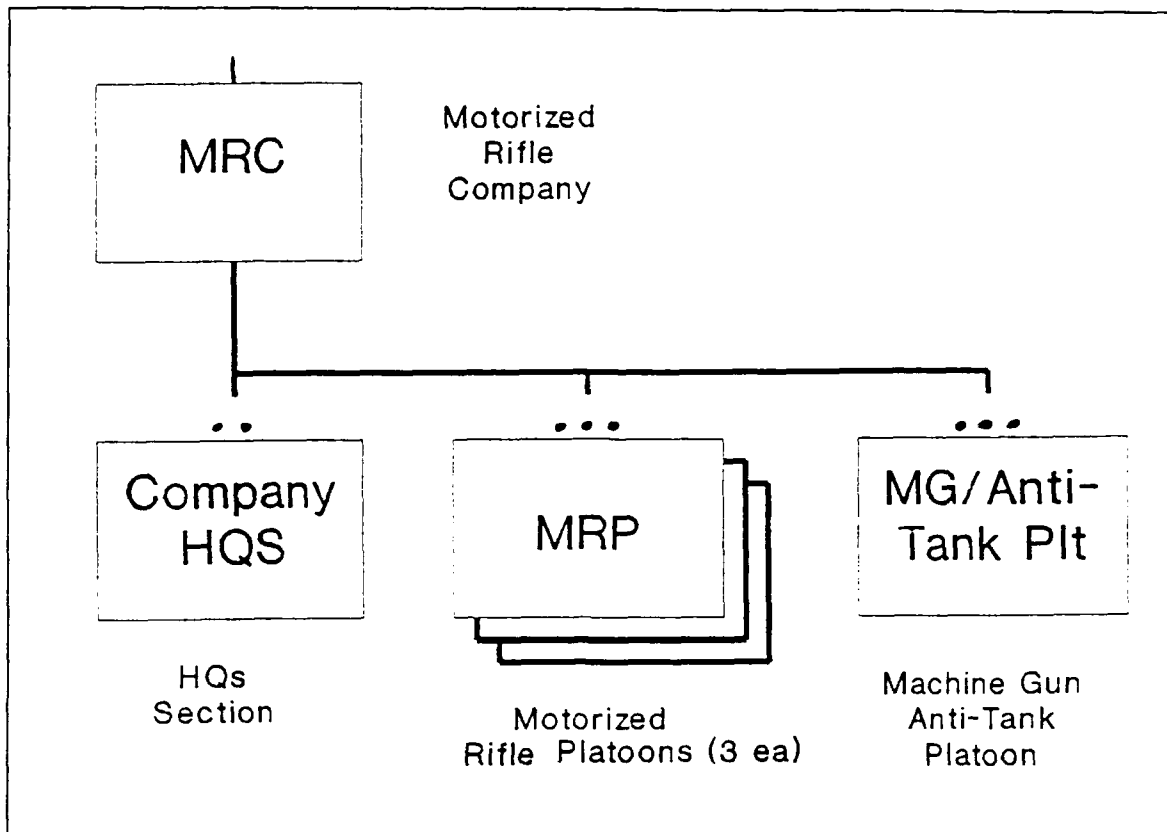 MRC
Motorized
Rifle
Company
Company
HQS
MRP
MG/Anti-
Tank Plt
HQs
Section
Motorized
Rifle Platoons (3 ea)
Machine Gun
Anti-Tank
Platoon